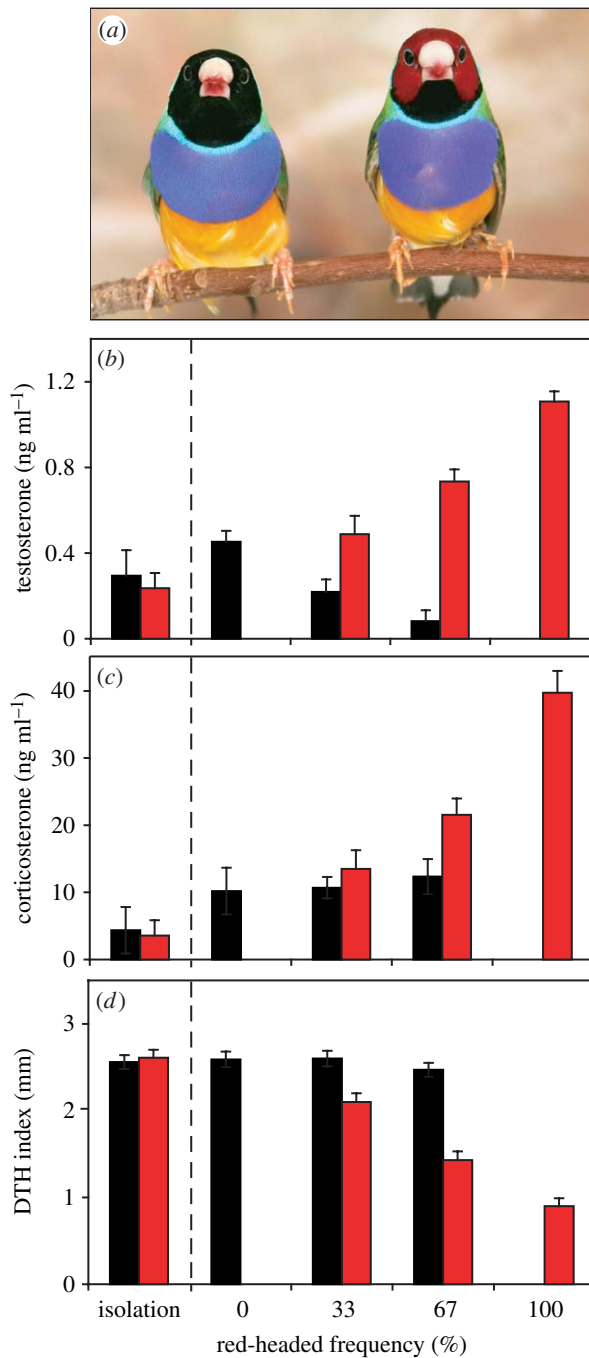 (a)
(b)
1.2
0.8
0.4
0
testosterone (ng ml⁻¹)
(c)
40
30
20
10
0
corticosterone (ng ml⁻¹)
(d)
3
2
1
0
DTH index (mm)
isolation 0 33 67 100
red-headed frequency (%)